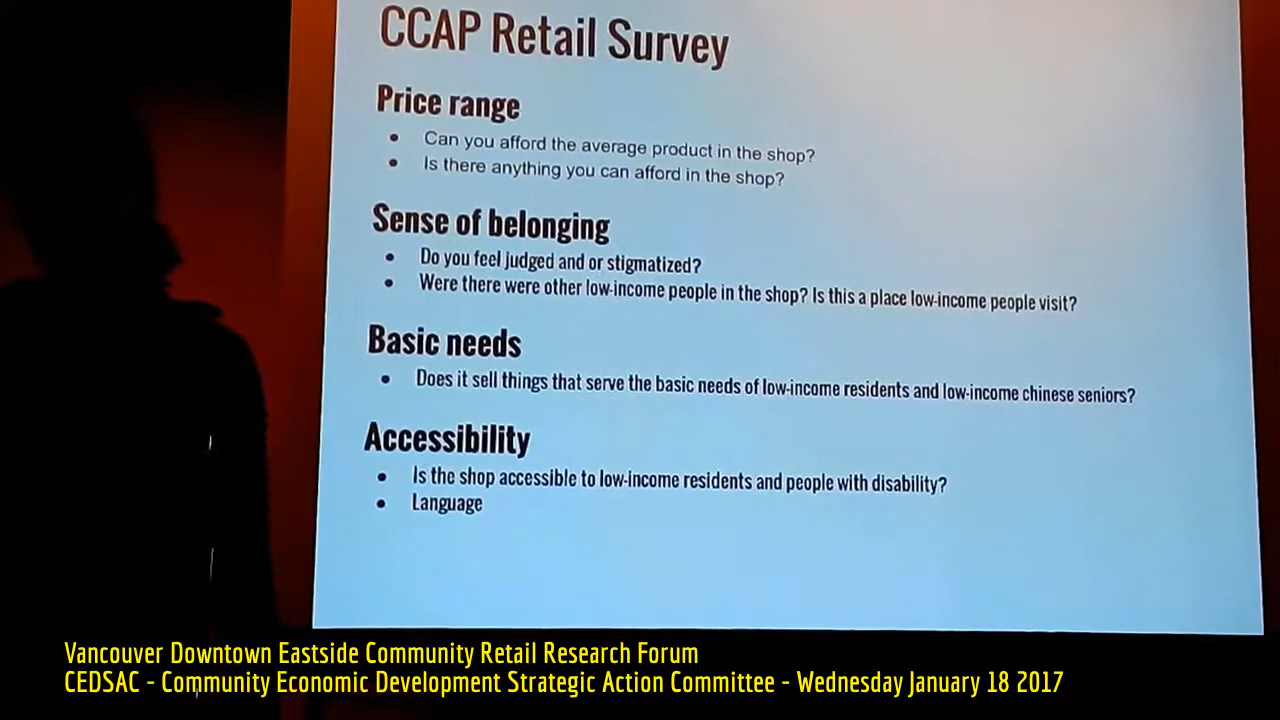 CCAP Retail Survey
Price range
Can you afford the average product in the shop?
Is there anything you can afford in the shop?
Sense of belonging
Do you feel judged and or stigmatized?
Were there were other low-income people in the shop? Is this a place low-income people visit?
Basic needs
Does it sell things that serve the basic needs of low-income residents and low-income chinese seniors?
Accessibility
Is the shop accessible to low-income residents and people with disability?
Language
Vancouver Downtown Eastside Community Retail Research Forum
CEDSAC - Community Economic Development Strategic Action Committee - Wednesday January 18 2017